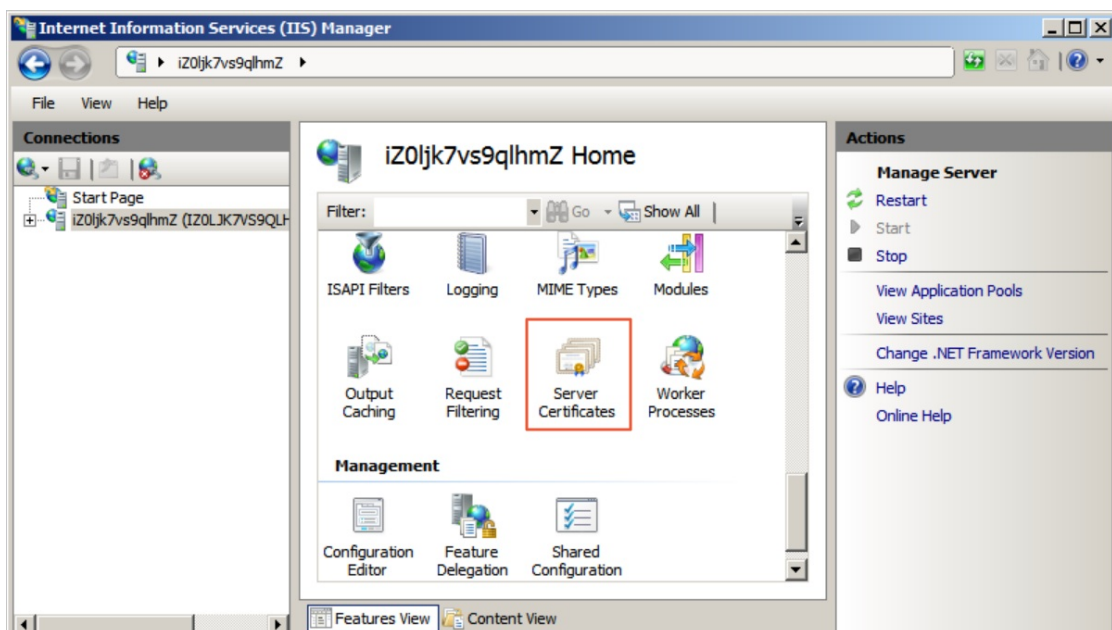 Internet Information Services (IIS) Manager
iZ0ljk7vs9qlhmZ
File View Help
Connections
Start Page
iZ0ljk7vs9qlhmZ (IZ0LJK7VS9QLH
iZ0ljk7vs9qlhmZ Home
Filter: Go Show All
ISAPI Filters Logging MIME Types Modules
Output Request Server Worker
Caching Filtering Certificates Processes
Management
Configuration Feature Shared
Editor Delegation Configuration
Features View Content View
Actions
Manage Server
Restart
Start
Stop
View Application Pools
View Sites
Change .NET Framework Version
Help
Online Help